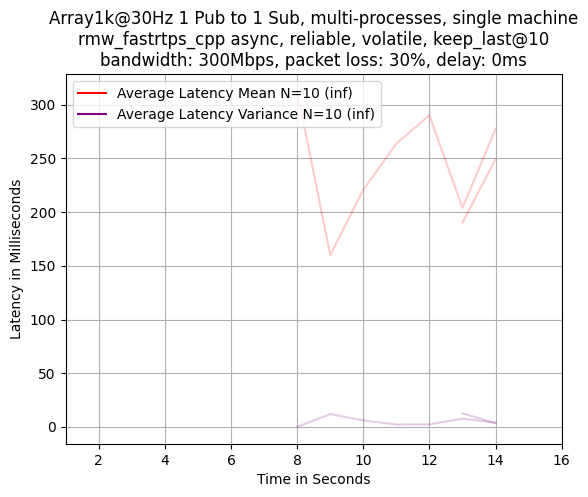 Array1k@30Hz 1 Pub to 1 Sub, multi-processes, single machine
rmw_fastrtps_cpp async, reliable, volatile, keep_last@10
bandwidth: 300Mbps, packet loss: 30%, delay: 0ms
Average Latency Mean N=10 (inf)
Average Latency Variance N=10 (inf)
Latency in Milliseconds
300
250
200
150
100
50
0
2 4 6 8 10 12 14 16
Time in Seconds